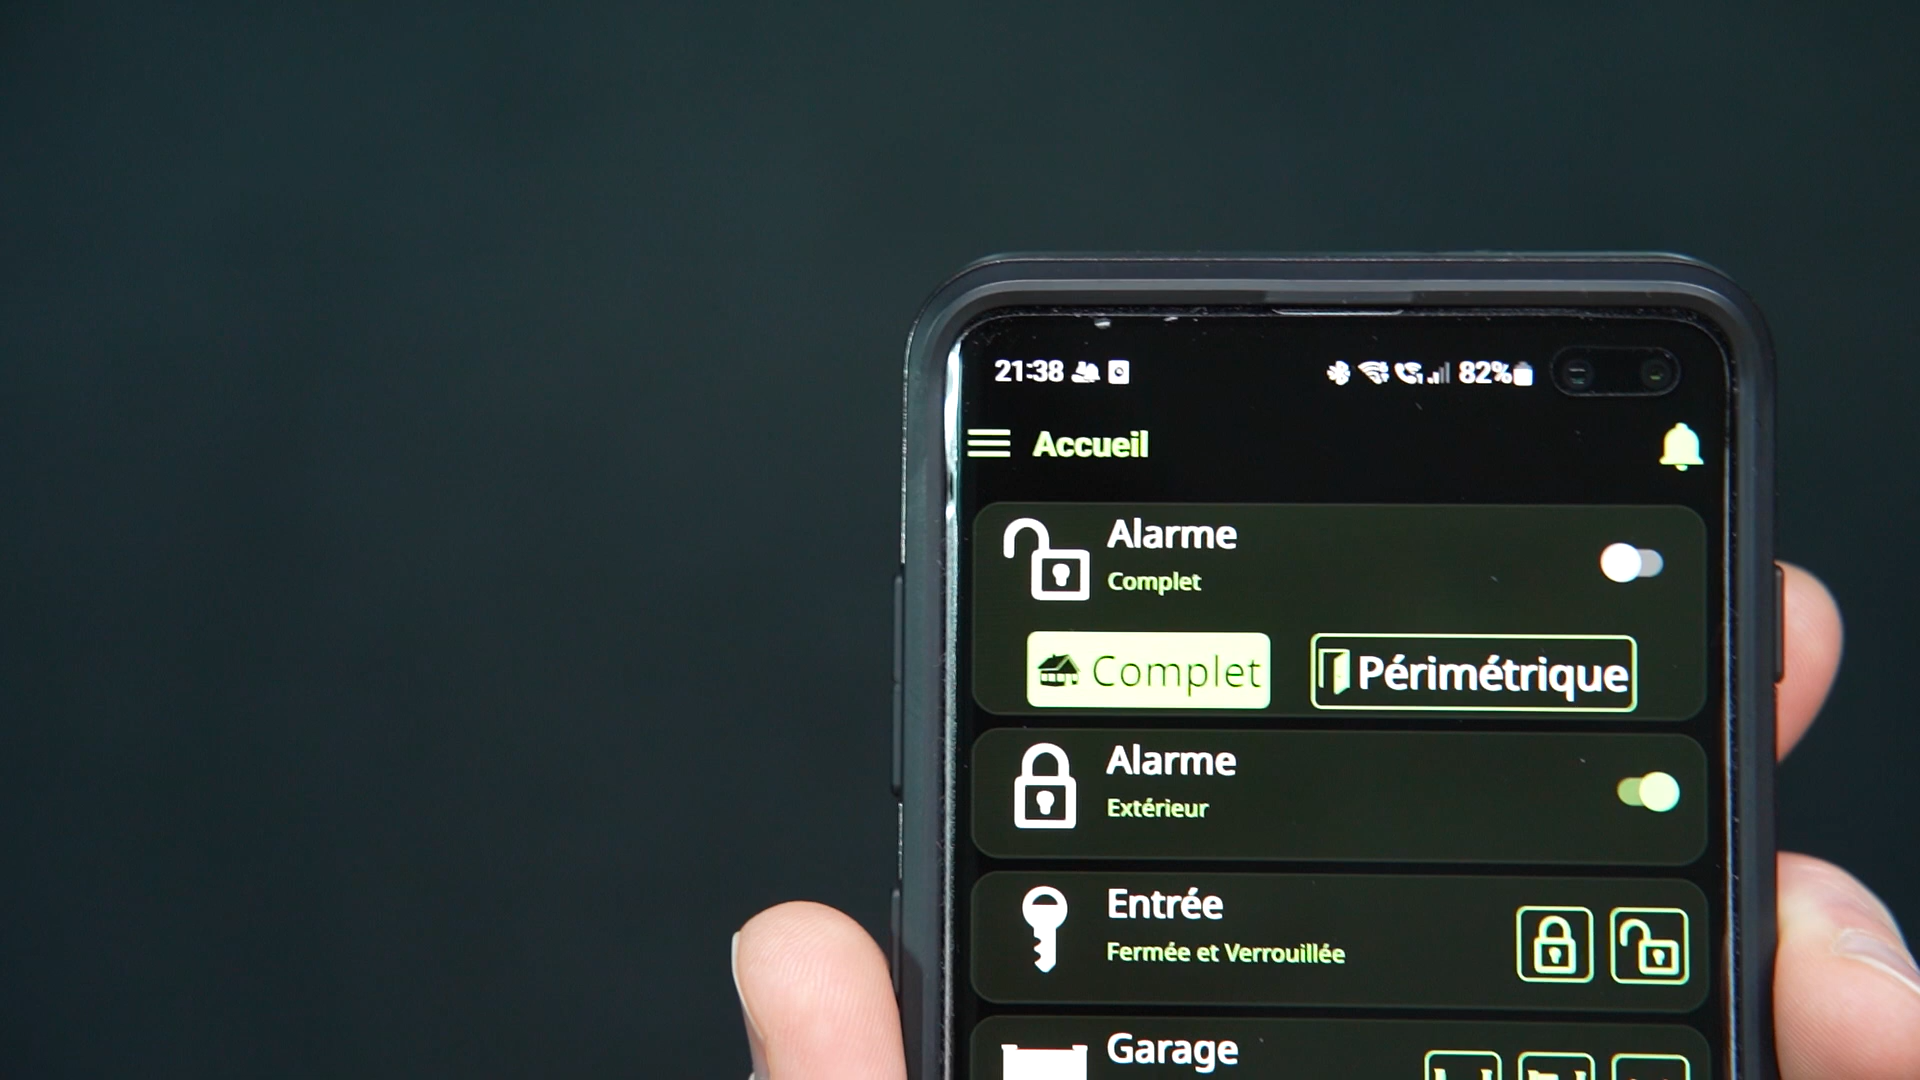 21:38 82%
Accueil
Alarme
Complet
Complet Périmétrique
Alarme
Extérieur
Entrée
Fermée et Verrouillée
Garage